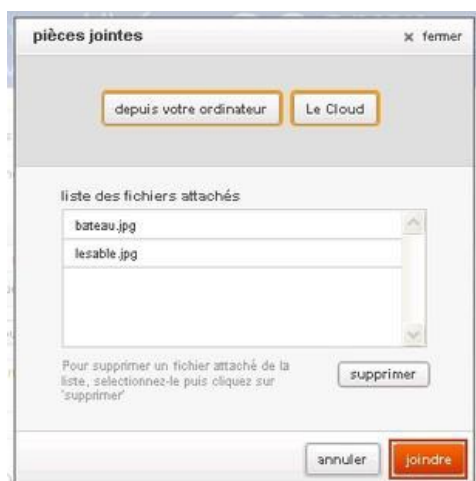 pièces jointes
x fermer
depuis votre ordinateur
Le Cloud
liste des fichiers attachés
bateau.jpg
lesable.jpg
Pour supprimer un fichier attaché de la
liste, selectionnez-le puis cliquez sur
'supprimer'
supprimer
annuler
joindre